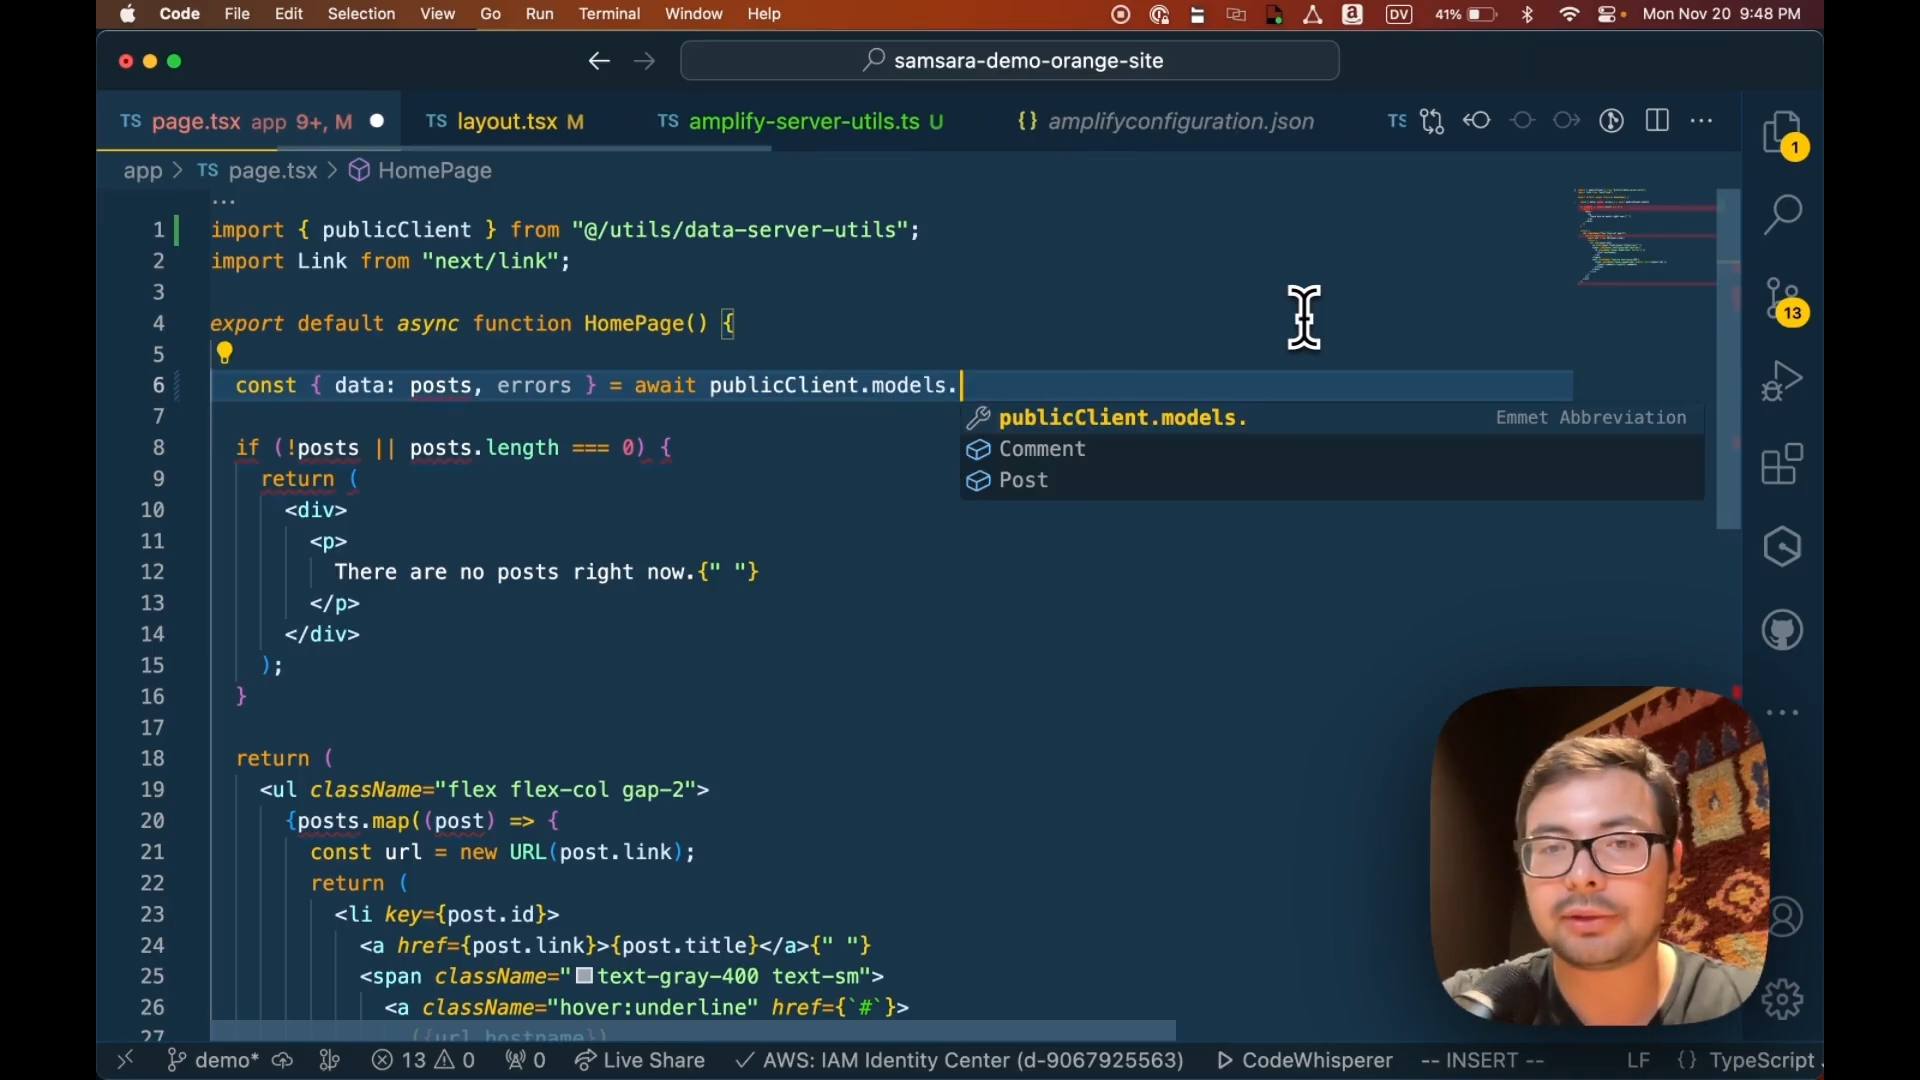 Code File Edit Selection View Go Run Terminal Window Help DV 41% Mon Nov 20 9:48 PM
samsara-demo-orange-site
TS page.tsx app 9+, M TS layout.tsx M TS amplify-server-utils.ts U {} amplifyconfiguration.json TS
app > TS page.tsx > HomePage
...
1 import { publicClient } from "@/utils/data-server-utils";
2 import Link from "next/link";
3
4 export default async function HomePage() {
5
6 const { data: posts, errors } = await publicClient.models.
publicClient.models. Emmet Abbreviation
Comment
Post
7
8 if (!posts || posts.length === 0) {
9 return (
10 <div>
11 <p>
12 There are no posts right now.{" "}
13 </p>
14 </div>
15 );
16 }
17
18 return (
19 <ul className="flex flex-col gap-2">
20 {posts.map((post) => {
21 const url = new URL(post.link);
22 return (
23 <li key={post.id}>
24 <a href={post.link}>{post.title}</a>{" "}
25 <span className="text-gray-400 text-sm">
26 <a className="hover:underline" href={`#`}>
27 ({url.hostname})
1
13
demo* 13 0 0 Live Share AWS: IAM Identity Center (d-9067925563) CodeWhisperer -- INSERT -- LF {} TypeScript